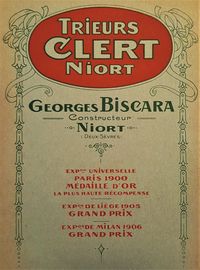 TRIEURS
CLERT
NIORT
GEORGES BISCARA
Constructeur
NIORT
(DEUX-SÈVRES)
EXPON UNIVERSELLE
PARIS 1900
MÉDAILLE D'OR
LA PLUS HAUTE RÉCOMPENSE
EXPON DE LIÉGE 1905
GRAND PRIX
EXPON DE MILAN 1906
GRAND PRIX